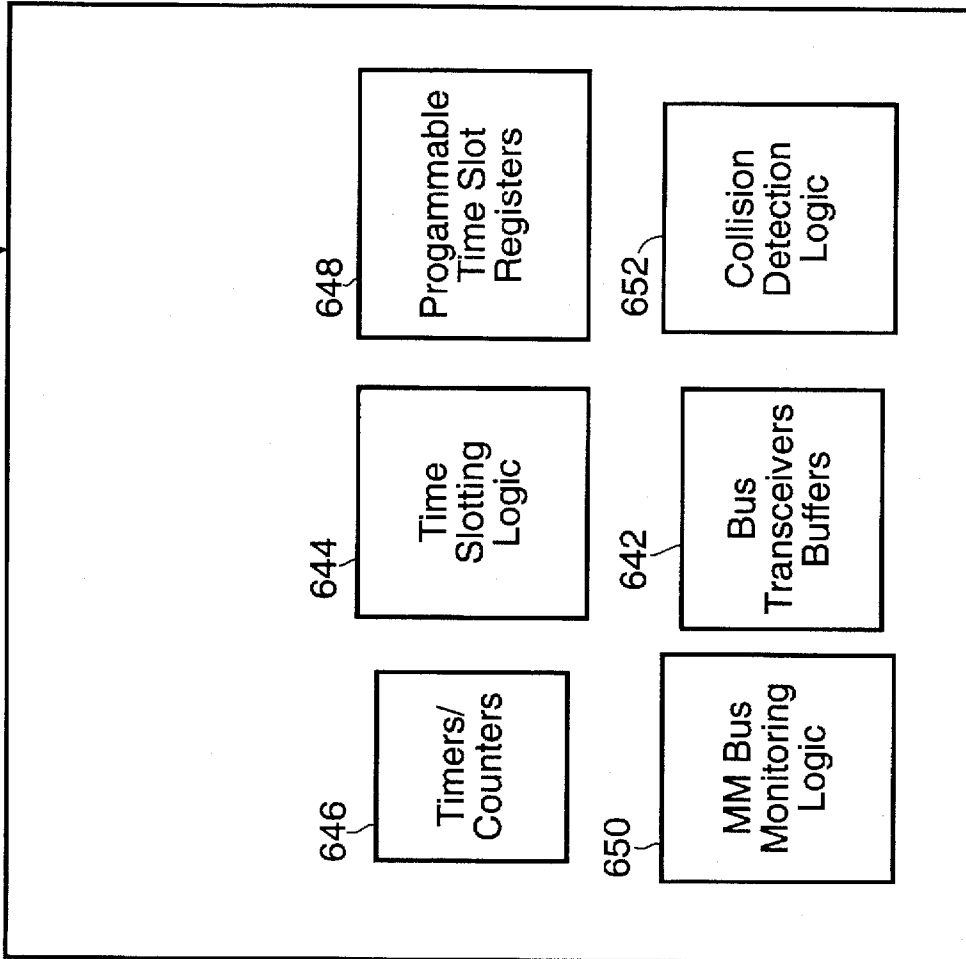 646
Timers/
Counters
644
Time
Slotting
Logic
648
Progammable
Time Slot
Registers
650
MM Bus
Monitoring
Logic
642
Bus
Transceivers
Buffers
652
Collision
Detection
Logic